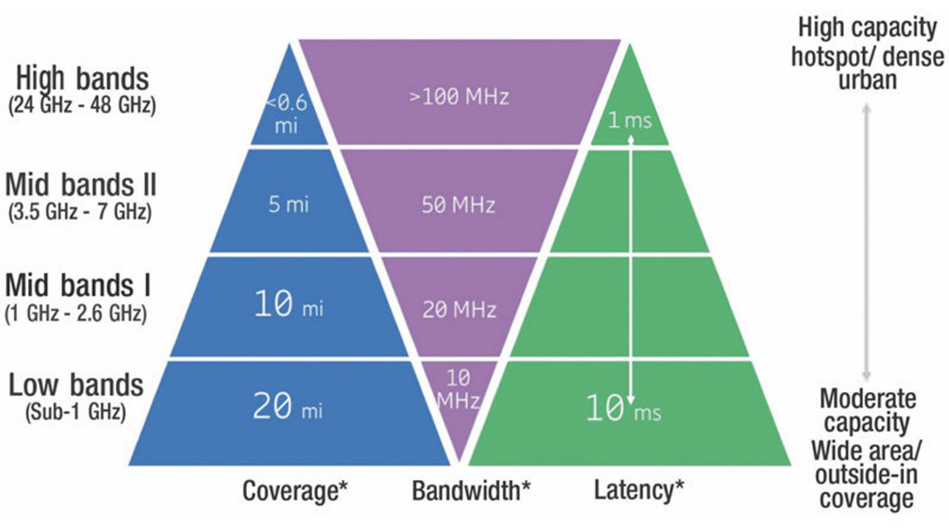 High capacity
hotspot/ dense
urban
High bands
(24 GHz - 48 GHz)
<0.6
mi
>100 MHz
1 ms
Mid bands II
(3.5 GHz - 7 GHz)
5 mi
50 MHz
Mid bands I
(1 GHz - 2.6 GHz)
10 mi
20 MHz
Low bands
(Sub-1 GHz)
20 mi
10
MHz
10 ms
Moderate
capacity
Wide area/
outside-in
coverage
Coverage*
Bandwidth*
Latency*